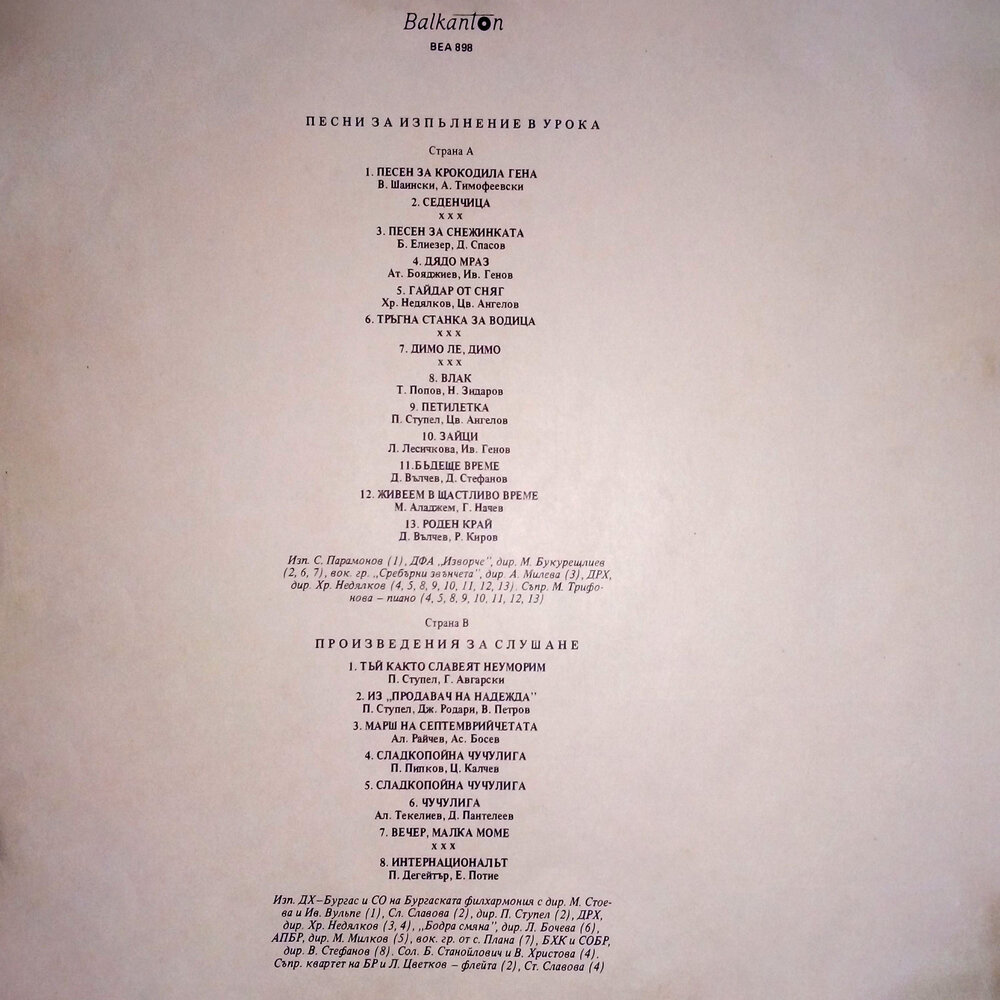 Balkanton
ВЕА 898
ПЕСНИ ЗА ИЗПЪЛНЕНИЕ В УРОКА
Страна А
1. ПЕСЕН ЗА КРОКОДИЛА ГЕНА
В. Шаински, А. Тимофеевски
2. СЕДЕНЧИЦА
х х х
3. ПЕСЕН ЗА СНЕЖИНКАТА
Б. Елиезер, Д. Спасов
4. ДЯДО МРАЗ
Ат. Бояджиев, Ив. Генов
5. ГАЙДАР ОТ СНЯГ
Хр. Недялков, Цв. Ангелов
6. ТРЪГНА СТАНКА ЗА ВОДИЦА
х х х
7. ДИМО ЛЕ, ДИМО
х х х
8. ВЛАК
Т. Попов, Н. Зидаров
9. ПЕТИЛЕТКА
П. Ступел, Цв. Ангелов
10. ЗАЙЦИ
Л. Лесичкова, Ив. Генов
11.БЪДЕЩЕ ВРЕМЕ
Д. Вълчев, Д. Стефанов
12. ЖИВЕЕМ В ЩАСТЛИВО ВРЕМЕ
М. Аладжем, Г. Начев
13. РОДЕН КРАЙ
Д. Вълчев, Р. Киров
Изп. С. Парамонов (1), ДФА „Изворче", дир. М. Букурещлиев
(2, 6, 7), вок. гр. „Сребърни звънчета", дир. А. Милева (3), ДРХ,
дир. Хр. Недялков (4, 5, 8, 9, 10, 11, 12, 13). Съпр. М. Трифо-
нова – пиано (4, 5, 8, 9, 10, 11, 12, 13)
Страна В
ПРОИЗВЕДЕНИЯ ЗА СЛУШАНЕ
1. ТЪЙ КАКТО СЛАВЕЯТ НЕУМОРИМ
П. Ступел, Г. Авгарски
2. ИЗ „ПРОДАВАЧ НА НАДЕЖДА"
П. Ступел, Дж. Родари, В. Петров
3. МАРШ НА СЕПТЕМВРИЙЧЕТАТА
Ал. Райчев, Ас. Босев
4. СЛАДКОПОЙНА ЧУЧУЛИГА
П. Пипков, Ц. Калчев
5. СЛАДКОПОЙНА ЧУЧУЛИГА
6. ЧУЧУЛИГА
Ал. Текелиев, Д. Пантелеев
7. ВЕЧЕР, МАЛКА МОМЕ
х х х
8. ИНТЕРНАЦИОНАЛЪТ
П. Дегейтър, Е. Потие
Изп. ДХ–Бургас и СО на Бургаската филхармония с дир. М. Стое-
ва и Ив. Вульпе (1), Сл. Славова (2), дир. П. Ступел (2), ДРХ,
дир. Хр. Недялков (3, 4), „Бодра смяна", дир. Л. Бочева (6),
АПБР, дир. М. Милков (5), вок. гр. от с. Плана (7), БХК и СОБР,
дир. В. Стефанов (8). Сол. Б. Станойлович и В. Христова (4).
Съпр. квартет на БР и Л. Цветков – флейта (2), Ст. Славова (4)